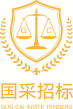 国采招标
GUO CAI INVITE TENDERS